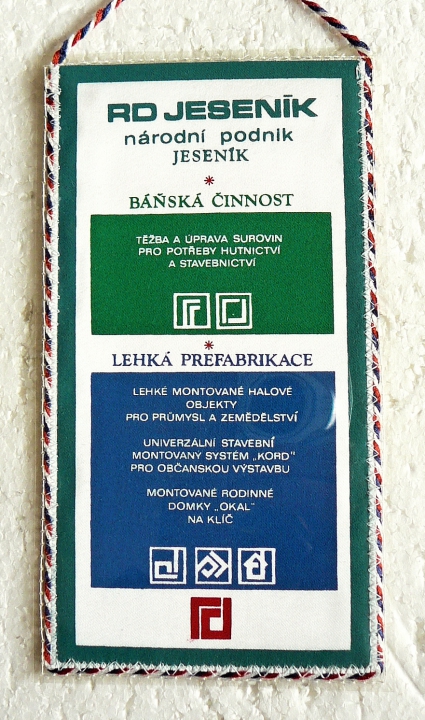 RD JESENÍK
národní podnik
JESENÍK
*
BÁŇSKÁ ČINNOST
TĚŽBA A ÚPRAVA SUROVIN
PRO POTŘEBY HUTNICTVÍ
A STAVEBNICTVÍ
*
LEHKÁ PREFABRIKACE
LEHKÉ MONTOVANÉ HALOVÉ
OBJEKTY
PRO PRŮMYSL A ZEMĚDĚLSTVÍ
UNIVERZÁLNÍ STAVEBNÍ
MONTOVANY SYSTÉM „KORD"
PRO OBČANSKOU VÝSTAVBU
MONTOVANÉ RODINNÉ
DOMKY „OKAL"
NA KLÍČ